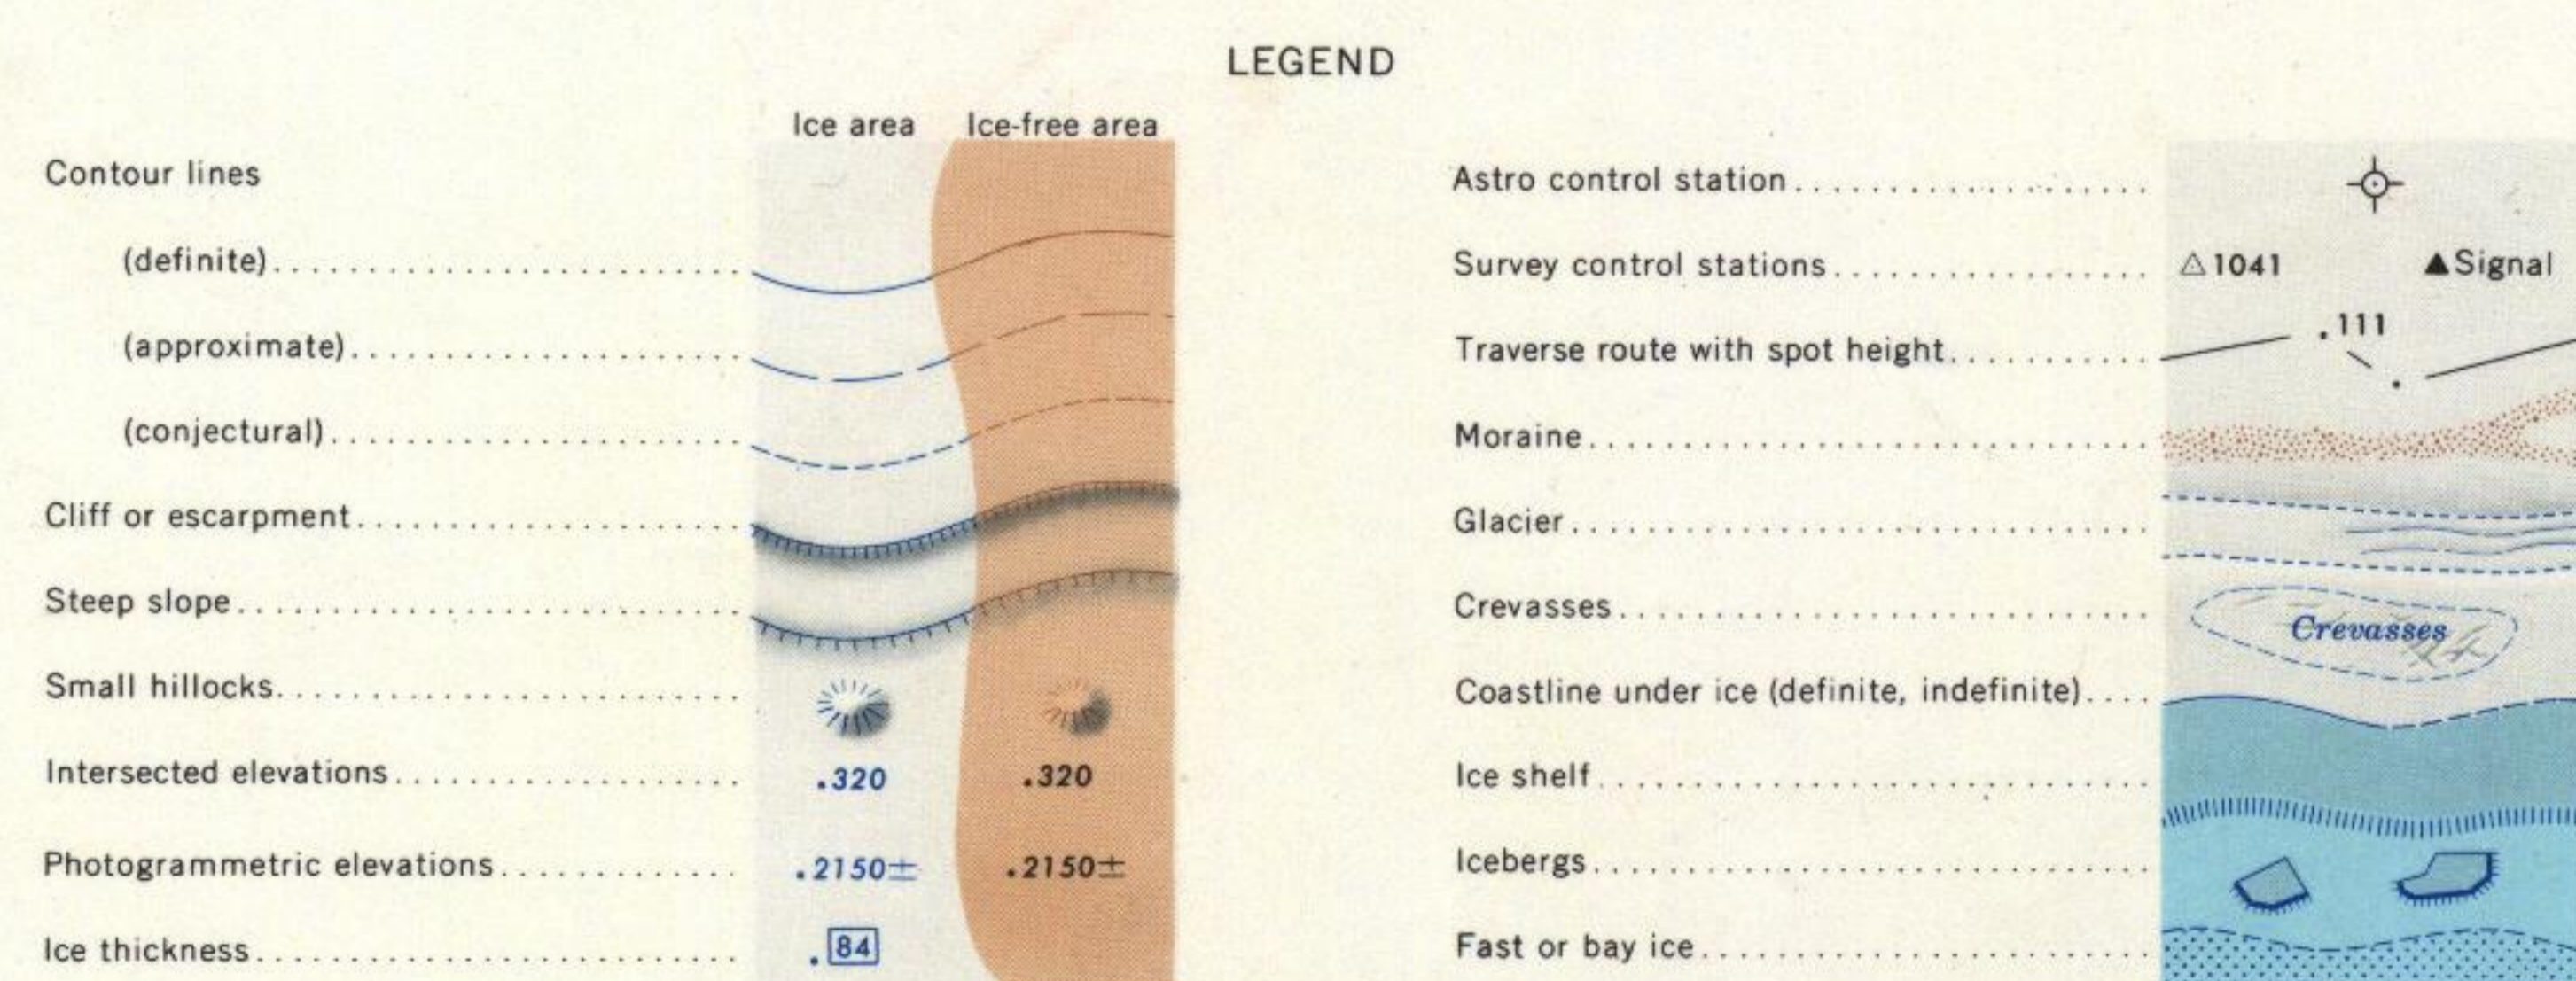 LEGEND
Ice area Ice-free area
Contour lines
(definite)
(approximate)
(conjectural)
Cliff or escarpment
Steep slope
Small hillocks
Intersected elevations .320 .320
Photogrammetric elevations .2150± .2150±
Ice thickness .84
Astro control station
Survey control stations 1041 Signal
Traverse route with spot height .111
Moraine
Glacier
Crevasses Crevasses
Coastline under ice (definite, indefinite)
Ice shelf
Icebergs
Fast or bay ice